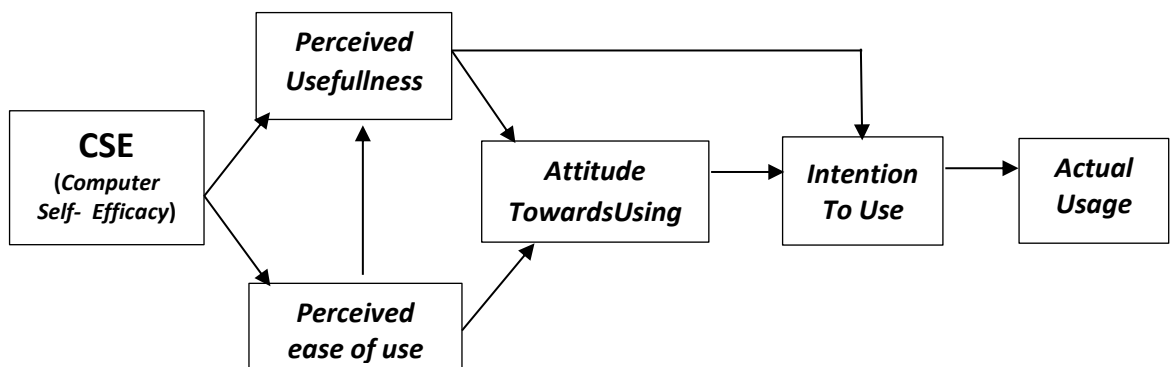 CSE
(Computer
Self- Efficacy)
Perceived
Usefullness
Perceived
ease of use
Attitude
TowardsUsing
Intention
To Use
Actual
Usage